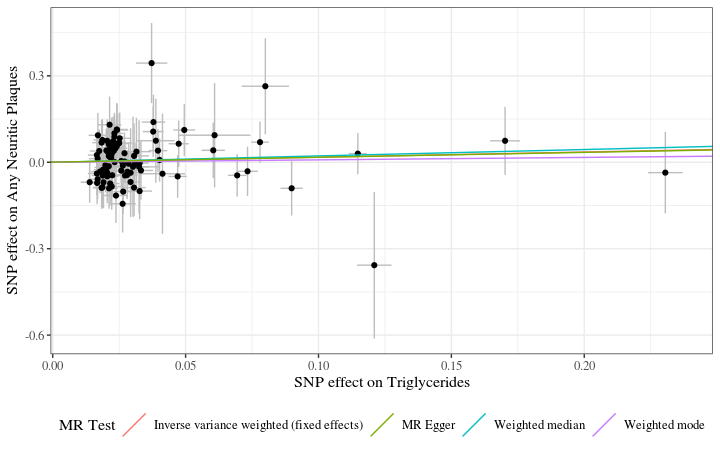 SNP effect on Any Neuritic Plaques
0.3
0.0
-0.3
-0.6
0.00 0.05 0.10 0.15 0.20
SNP effect on Triglycerides
MR Test Inverse variance weighted (fixed effects) MR Egger Weighted median Weighted mode